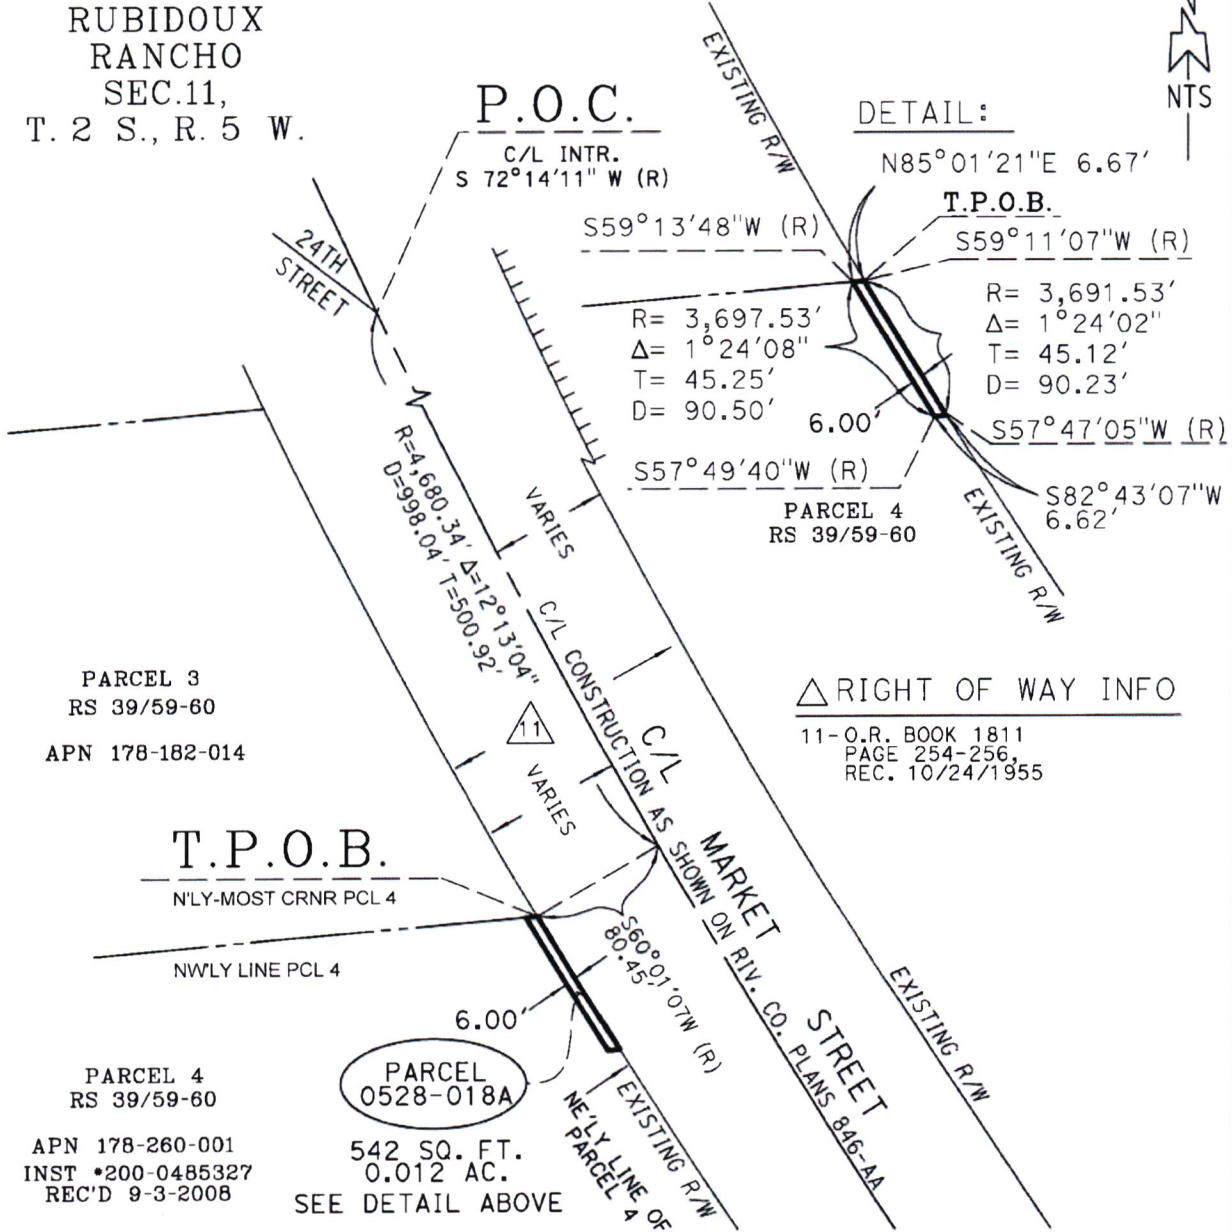 RUBIDOUX
RANCHO
SEC.11,
T. 2 S., R. 5 W.
P.O.C.
C/L INTR.
S 72°14'11" W (R)
24TH
STREET
EXISTING R/W
N
NTS
DETAIL:
N85°01'21"E 6.67'
T.P.O.B.
S59°13'48"W (R)
S59°11'07"W (R)
R= 3,697.53'
Δ= 1°24'08"
T= 45.25'
D= 90.50'
R= 3,691.53'
Δ= 1°24'02"
T= 45.12'
D= 90.23'
6.00'
S57°47'05"W (R)
S57°49'40"W (R)
S82°43'07"W
6.62'
PARCEL 4
RS 39/59-60
EXISTING R/W
R=4,680.34' Δ=12°13'04"
D=998.04' T=500.92'
VARIES
C/L CONSTRUCTION AS SHOWN ON RIV. CO. PLANS 846-AA
C/L MARKET STREET
PARCEL 3
RS 39/59-60
APN 178-182-014
11
VARIES
△ RIGHT OF WAY INFO
11-O.R. BOOK 1811
PAGE 254-256,
REC. 10/24/1955
T.P.O.B.
N'LY-MOST CRNR PCL 4
NW'LY LINE PCL 4
S60°01'07W (R)
80.45'
6.00'
EXISTING R/W
PARCEL 4
RS 39/59-60
APN 178-260-001
INST *200-0485327
REC'D 9-3-2008
PARCEL
0528-018A
542 SQ. FT.
0.012 AC.
SEE DETAIL ABOVE
NE'LY LINE OF
PARCEL 4
EXISTING R/W